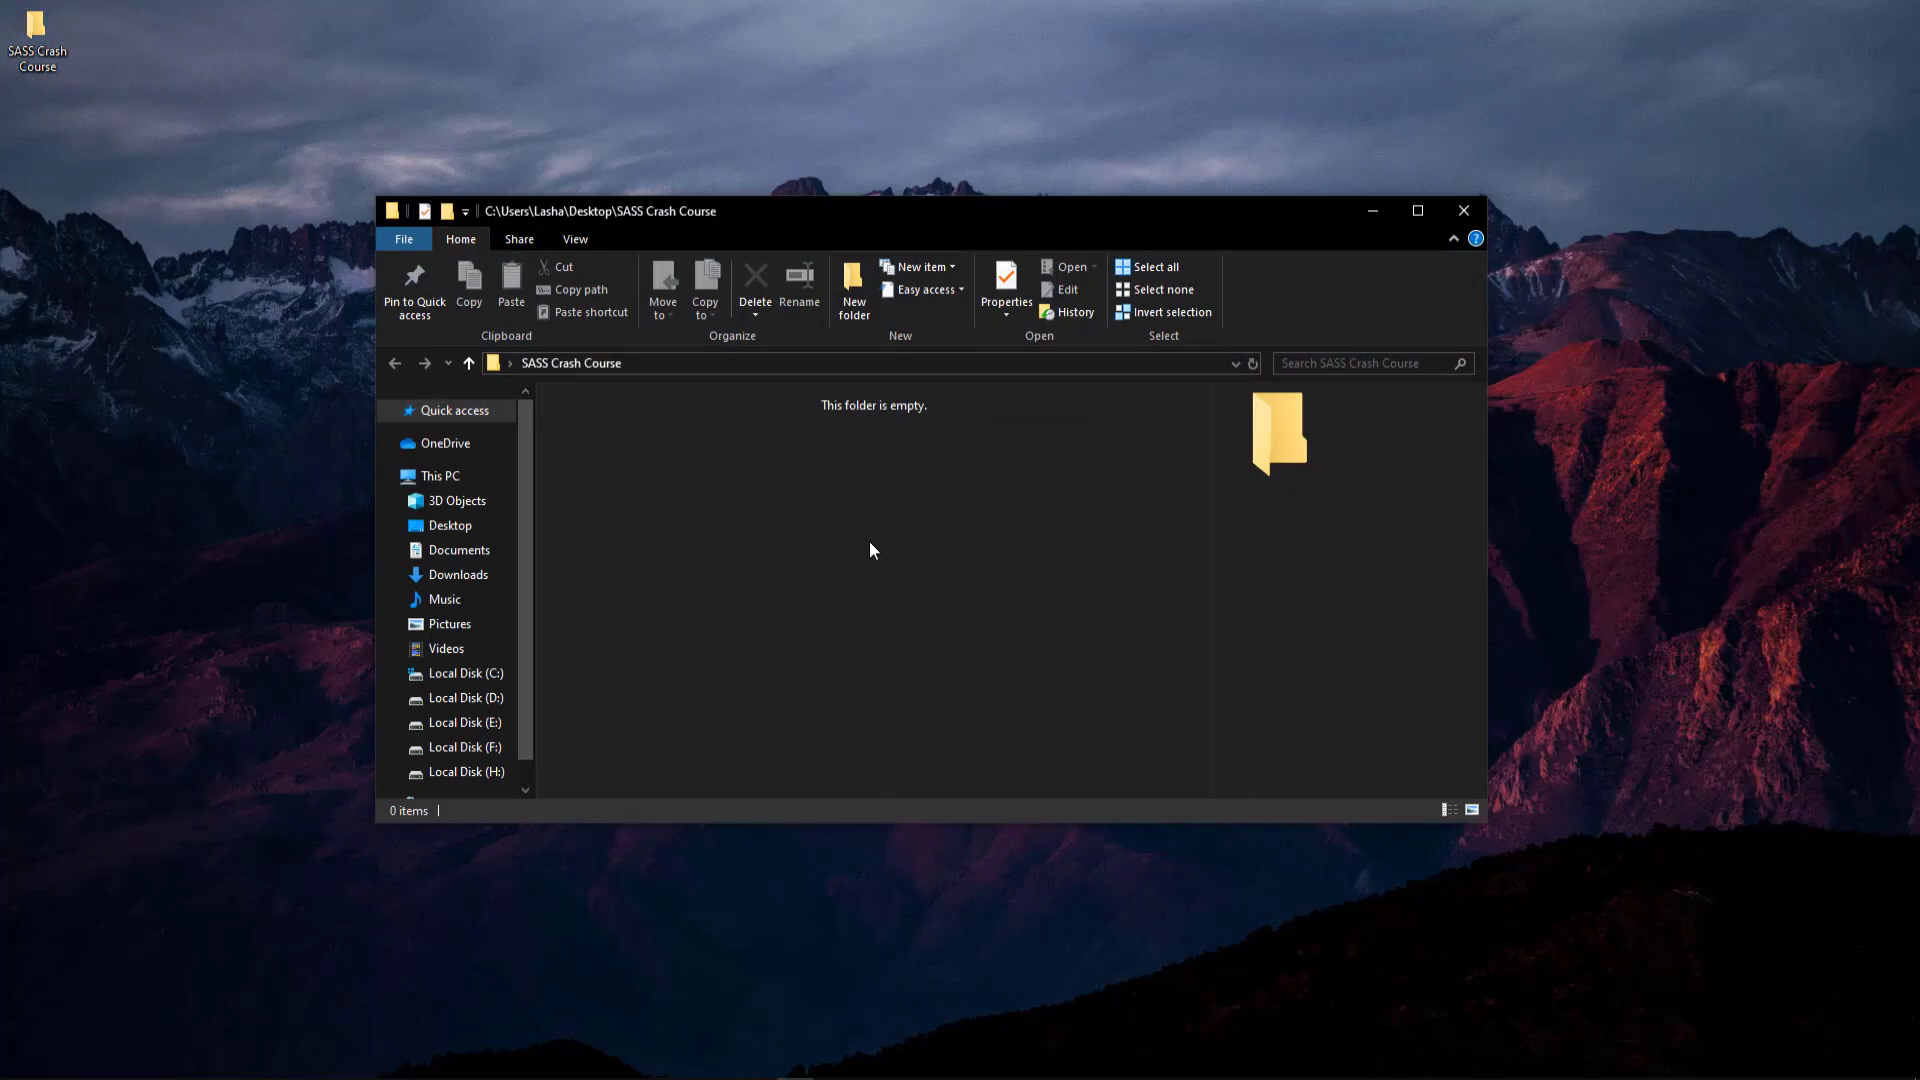 SASS Crash
Course
C:\Users\Lasha\Desktop\SASS Crash Course
File Home Share View
Pin to Quick
access
Copy
Paste
Cut
Copy path
Paste shortcut
Clipboard
Move
to
Copy
to
Delete
Rename
Organize
New
folder
New item
Easy access
New
Properties
Open
Edit
History
Open
Select all
Select none
Invert selection
Select
SASS Crash Course
Search SASS Crash Course
Quick access
OneDrive
This PC
3D Objects
Desktop
Documents
Downloads
Music
Pictures
Videos
Local Disk (C:)
Local Disk (D:)
Local Disk (E:)
Local Disk (F:)
Local Disk (H:)
This folder is empty.
0 items